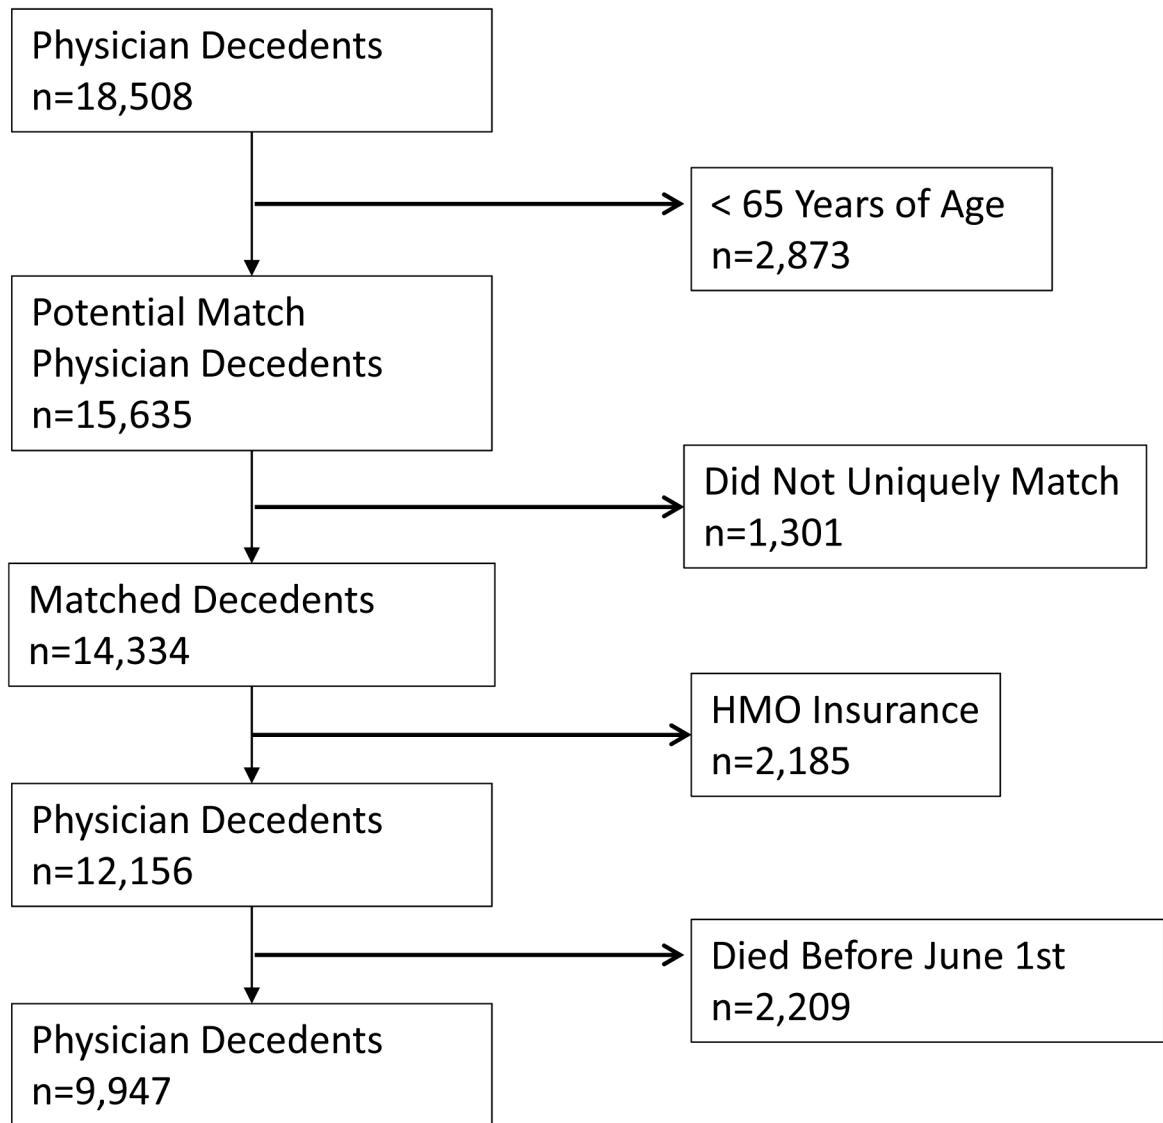 Physician Decedents
n=18,508
< 65 Years of Age
n=2,873
Potential Match
Physician Decedents
n=15,635
Did Not Uniquely Match
n=1,301
Matched Decedents
n=14,334
HMO Insurance
n=2,185
Physician Decedents
n=12,156
Died Before June 1st
n=2,209
Physician Decedents
n=9,947